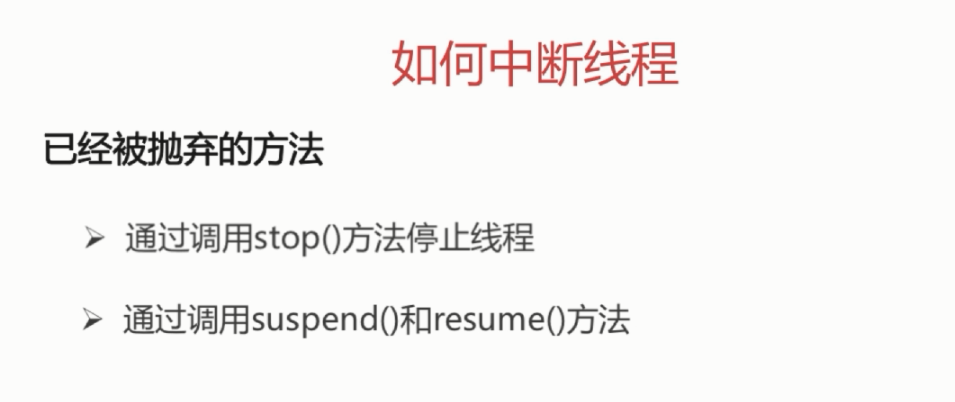 如何中断线程
已经被抛弃的方法
➢ 通过调用stop()方法停止线程
➢ 通过调用suspend()和resume()方法